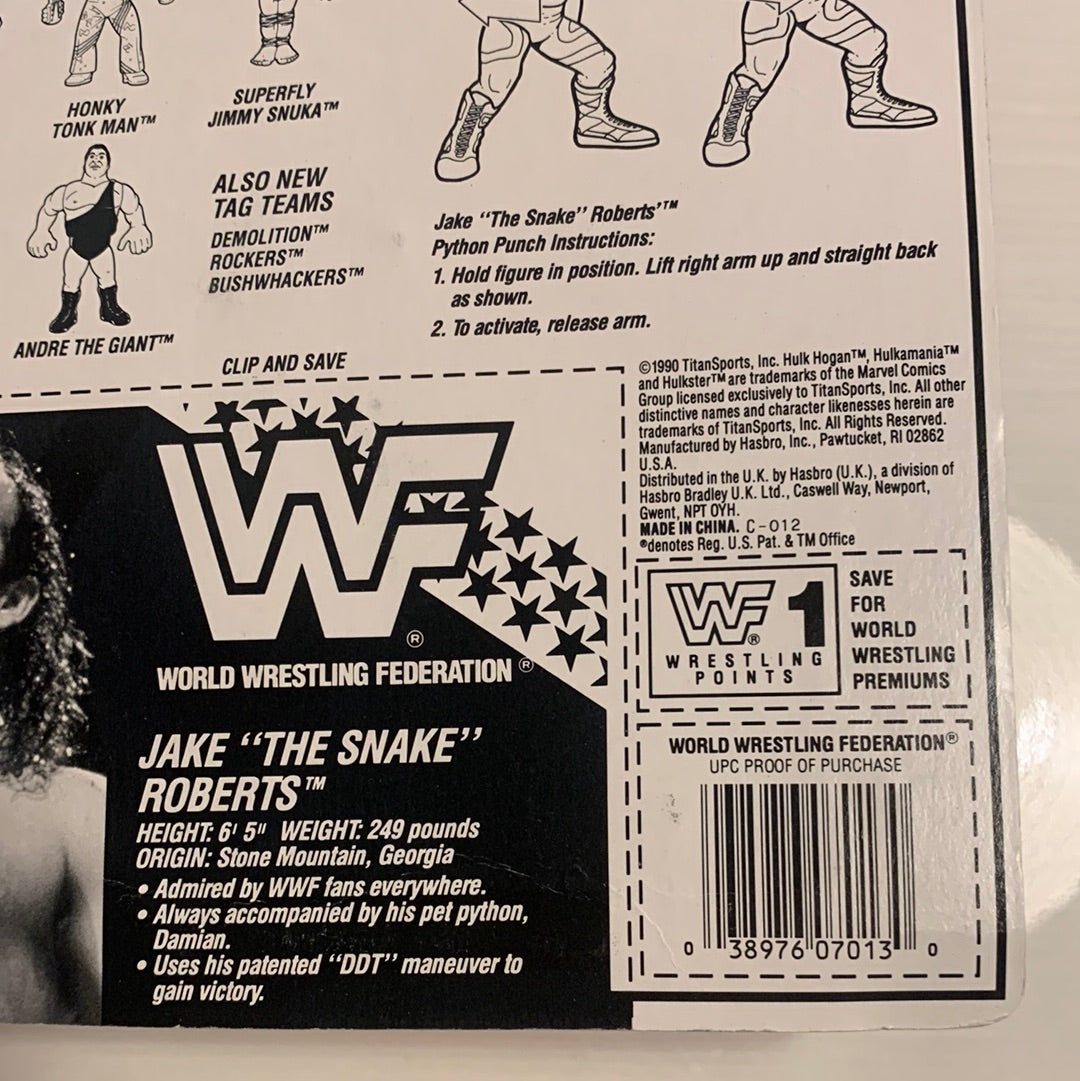 HONKY
TONK MAN™
SUPERFLY
JIMMY SNUKA™
ANDRE THE GIANT™
ALSO NEW
TAG TEAMS
DEMOLITION™
ROCKERS™
BUSHWHACKERS™
Jake "The Snake" Roberts'™
Python Punch Instructions:
1. Hold figure in position. Lift right arm up and straight back
as shown.
2. To activate, release arm.
CLIP AND SAVE
WF®
WORLD WRESTLING FEDERATION®
JAKE "THE SNAKE"
ROBERTS™
HEIGHT: 6' 5" WEIGHT: 249 pounds
ORIGIN: Stone Mountain, Georgia
• Admired by WWF fans everywhere.
• Always accompanied by his pet python,
Damian.
• Uses his patented "DDT" maneuver to
gain victory.
©1990 TitanSports, Inc. Hulk Hogan™, Hulkamania™
and Hulkster™ are trademarks of the Marvel Comics
Group licensed exclusively to TitanSports, Inc. All other
distinctive names and character likenesses herein are
trademarks of TitanSports, Inc. All Rights Reserved.
Manufactured by Hasbro, Inc., Pawtucket, RI 02862
U.S.A.
Distributed in the U.K. by Hasbro (U.K.), a division of
Hasbro Bradley U.K. Ltd., Caswell Way, Newport,
Gwent, NPT OYH.
MADE IN CHINA. C-012
®denotes Reg. U.S. Pat. & TM Office
WF® 1
WRESTLING
POINTS
SAVE
FOR
WORLD
WRESTLING
PREMIUMS
WORLD WRESTLING FEDERATION®
UPC PROOF OF PURCHASE
0 38976 07013 0